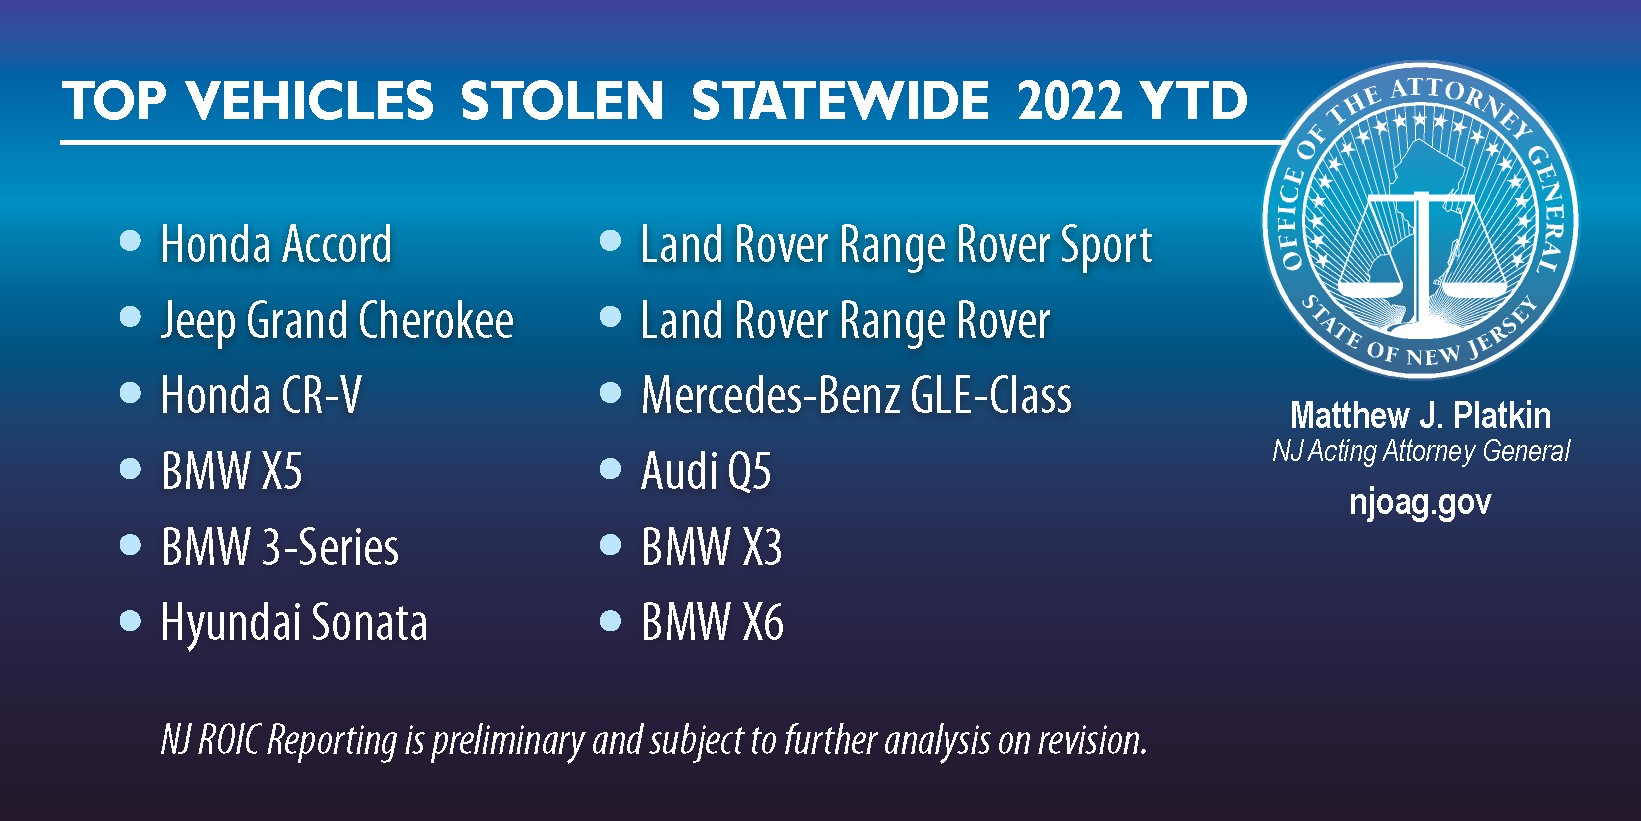 TOP VEHICLES STOLEN STATEWIDE 2022 YTD
Honda Accord
Jeep Grand Cherokee
Honda CR-V
BMW X5
BMW 3-Series
Hyundai Sonata
Land Rover Range Rover Sport
Land Rover Range Rover
Mercedes-Benz GLE-Class
Audi Q5
BMW X3
BMW X6
NJ ROIC Reporting is preliminary and subject to further analysis on revision.
OFFICE OF THE ATTORNEY GENERAL
STATE OF NEW JERSEY
Matthew J. Platkin
NJ Acting Attorney General
njoag.gov